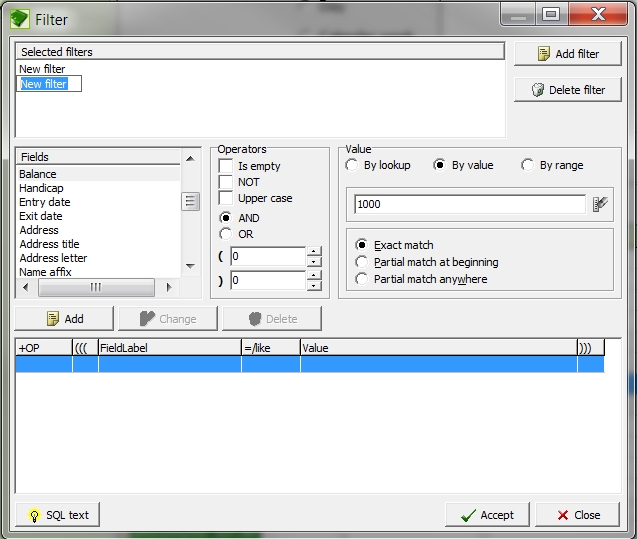 Filter
Selected filters
New filter
New filter
Add filter
Delete filter
Fields
Balance
Handicap
Entry date
Exit date
Address
Address title
Address letter
Name affix
Operators
Is empty
NOT
Upper case
AND
OR
( 0
) 0
Value
By lookup By value By range
1000
Exact match
Partial match at beginning
Partial match anywhere
Add Change Delete
+OP ((( FieldLabel =/like Value )))
SQL text Accept Close